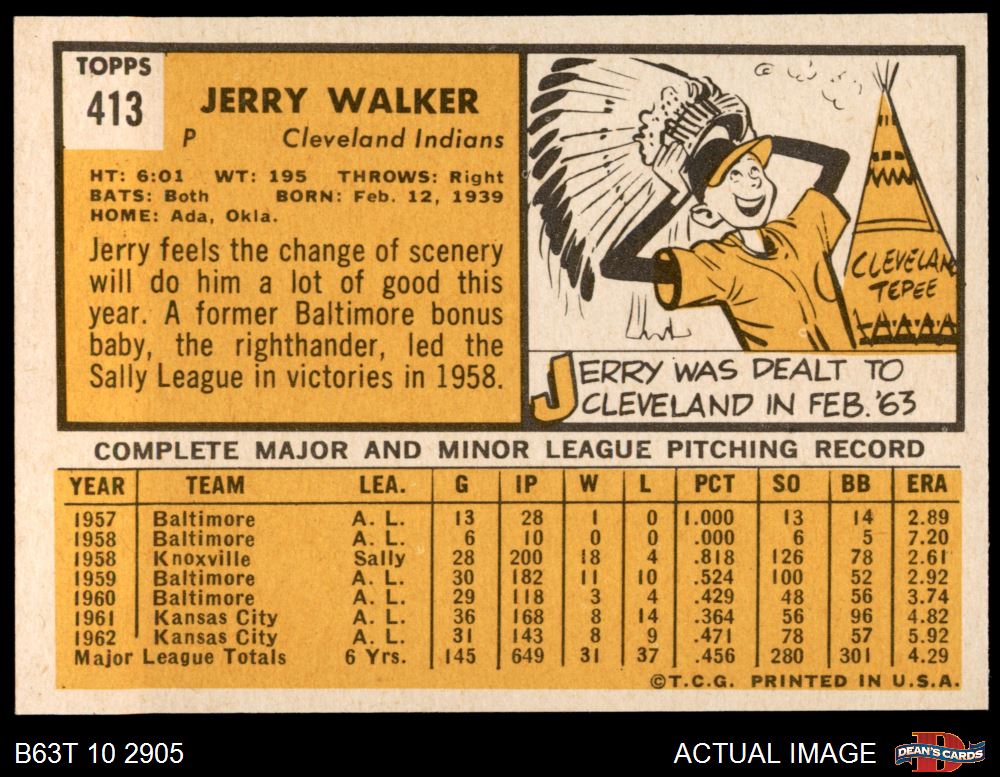 TOPPS
413
JERRY WALKER
P Cleveland Indians
HT: 6:01 WT: 195 THROWS: Right
BATS: Both BORN: Feb. 12, 1939
HOME: Ada, Okla.
Jerry feels the change of scenery
will do him a lot of good this
year. A former Baltimore bonus
baby, the righthander, led the
Sally League in victories in 1958.
CLEVELAN
TEPEE
JERRY WAS DEALT TO
CLEVELAND IN FEB. '63
COMPLETE MAJOR AND MINOR LEAGUE PITCHING RECORD
YEAR TEAM LEA. G IP W L PCT SO BB ERA
1957 Baltimore A. L. 13 28 1 0 1.000 13 14 2.89
1958 Baltimore A. L. 6 10 0 0 .000 6 5 7.20
1958 Knoxville Sally 28 200 18 4 .818 126 78 2.61
1959 Baltimore A. L. 30 182 11 10 .524 100 52 2.92
1960 Baltimore A. L. 29 118 3 4 .429 48 56 3.74
1961 Kansas City A. L. 36 168 8 14 .364 56 96 4.82
1962 Kansas City A. L. 31 143 8 9 .471 78 57 5.92
Major League Totals 6 Yrs. 145 649 31 37 .456 280 301 4.29
©T.C.G. PRINTED IN U.S.A.
B63T 10 2905
ACTUAL IMAGE
D
DEAN'S CARDS